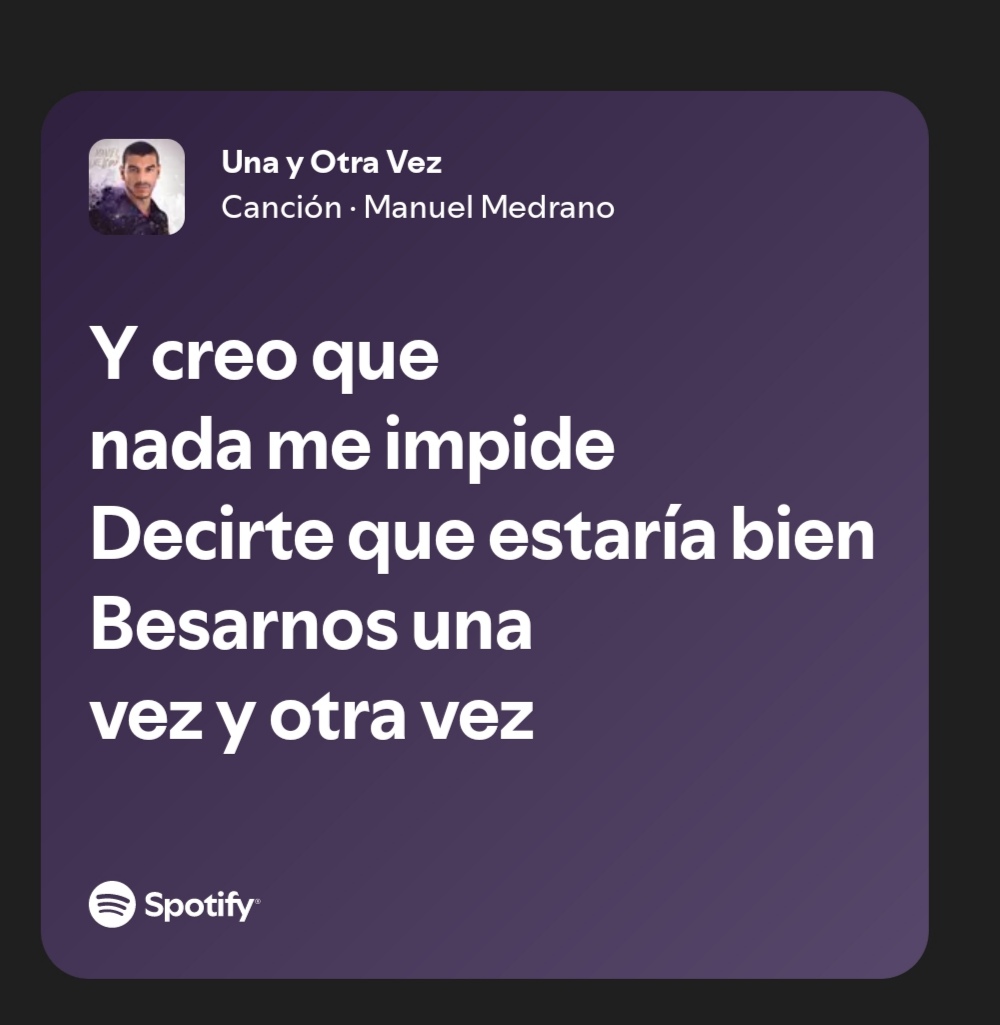 Una y Otra Vez
Canción · Manuel Medrano
Y creo que
nada me impide
Decirte que estaría bien
Besarnos una
vez y otra vez
Spotify®